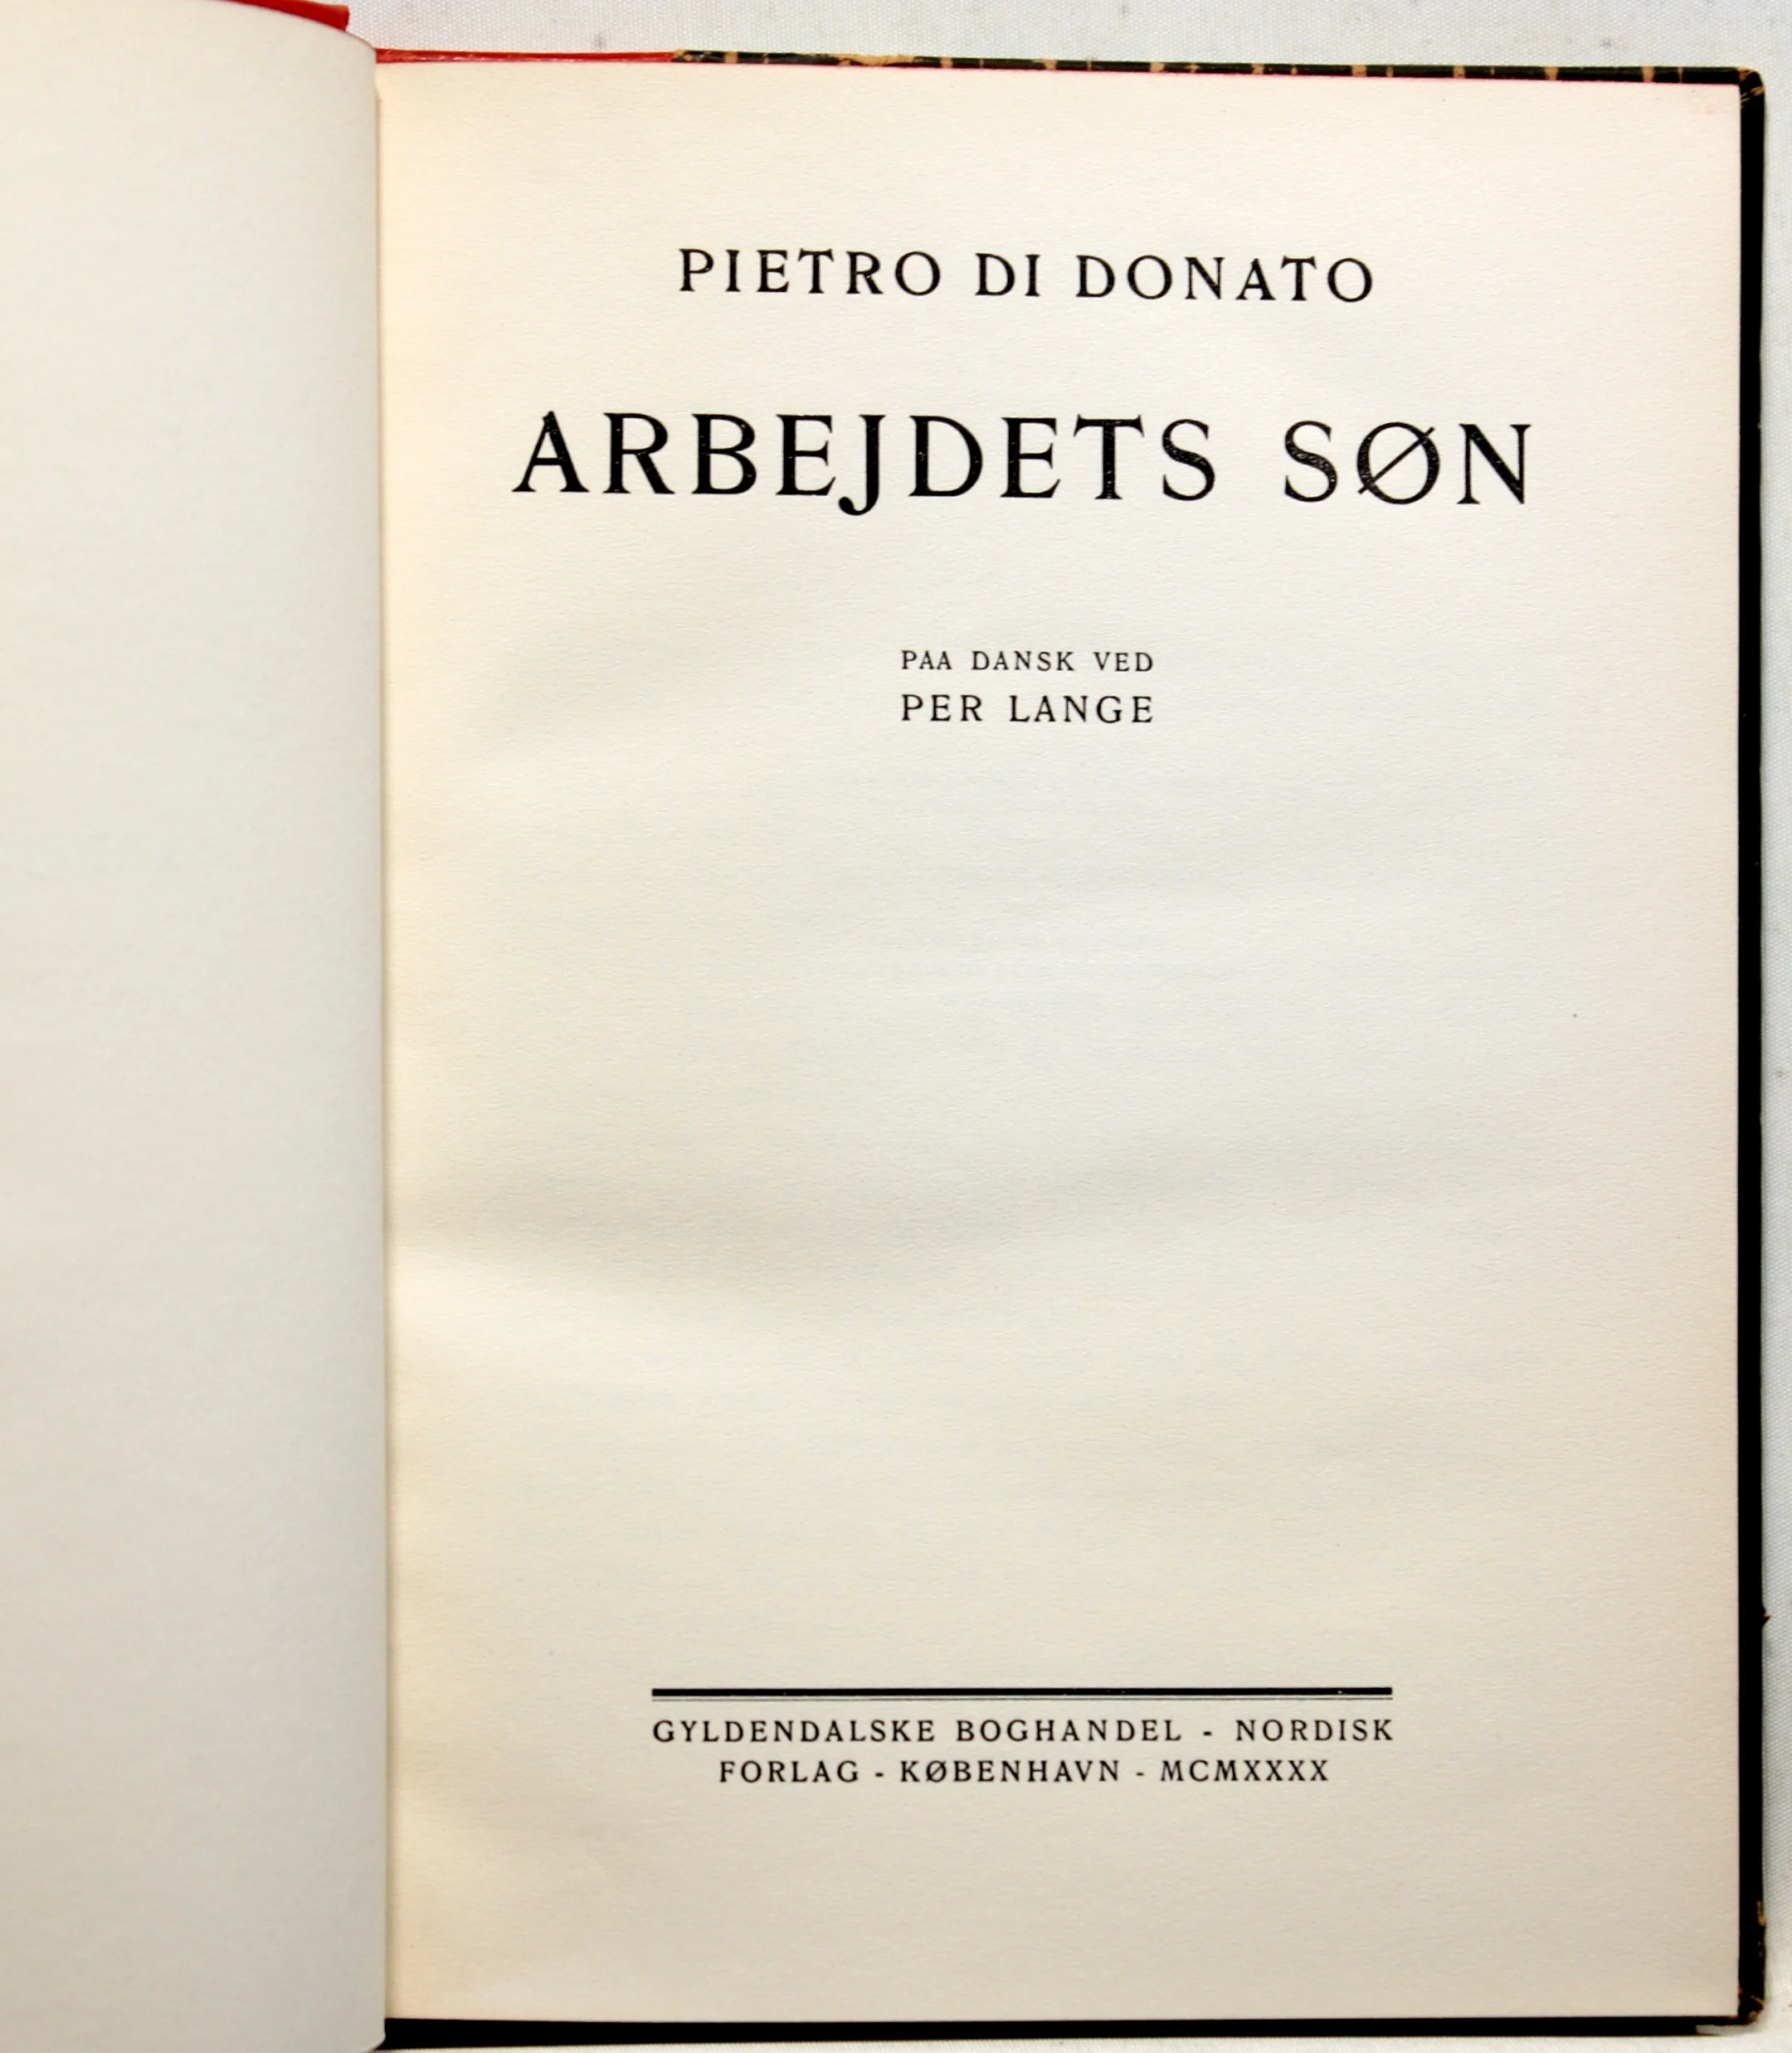 PIETRO DI DONATO
ARBEJDETS SØN
PAA DANSK VED
PER LANGE
GYLDENDALSKE BOGHANDEL - NORDISK
FORLAG - KØBENHAVN - MCMXXXX